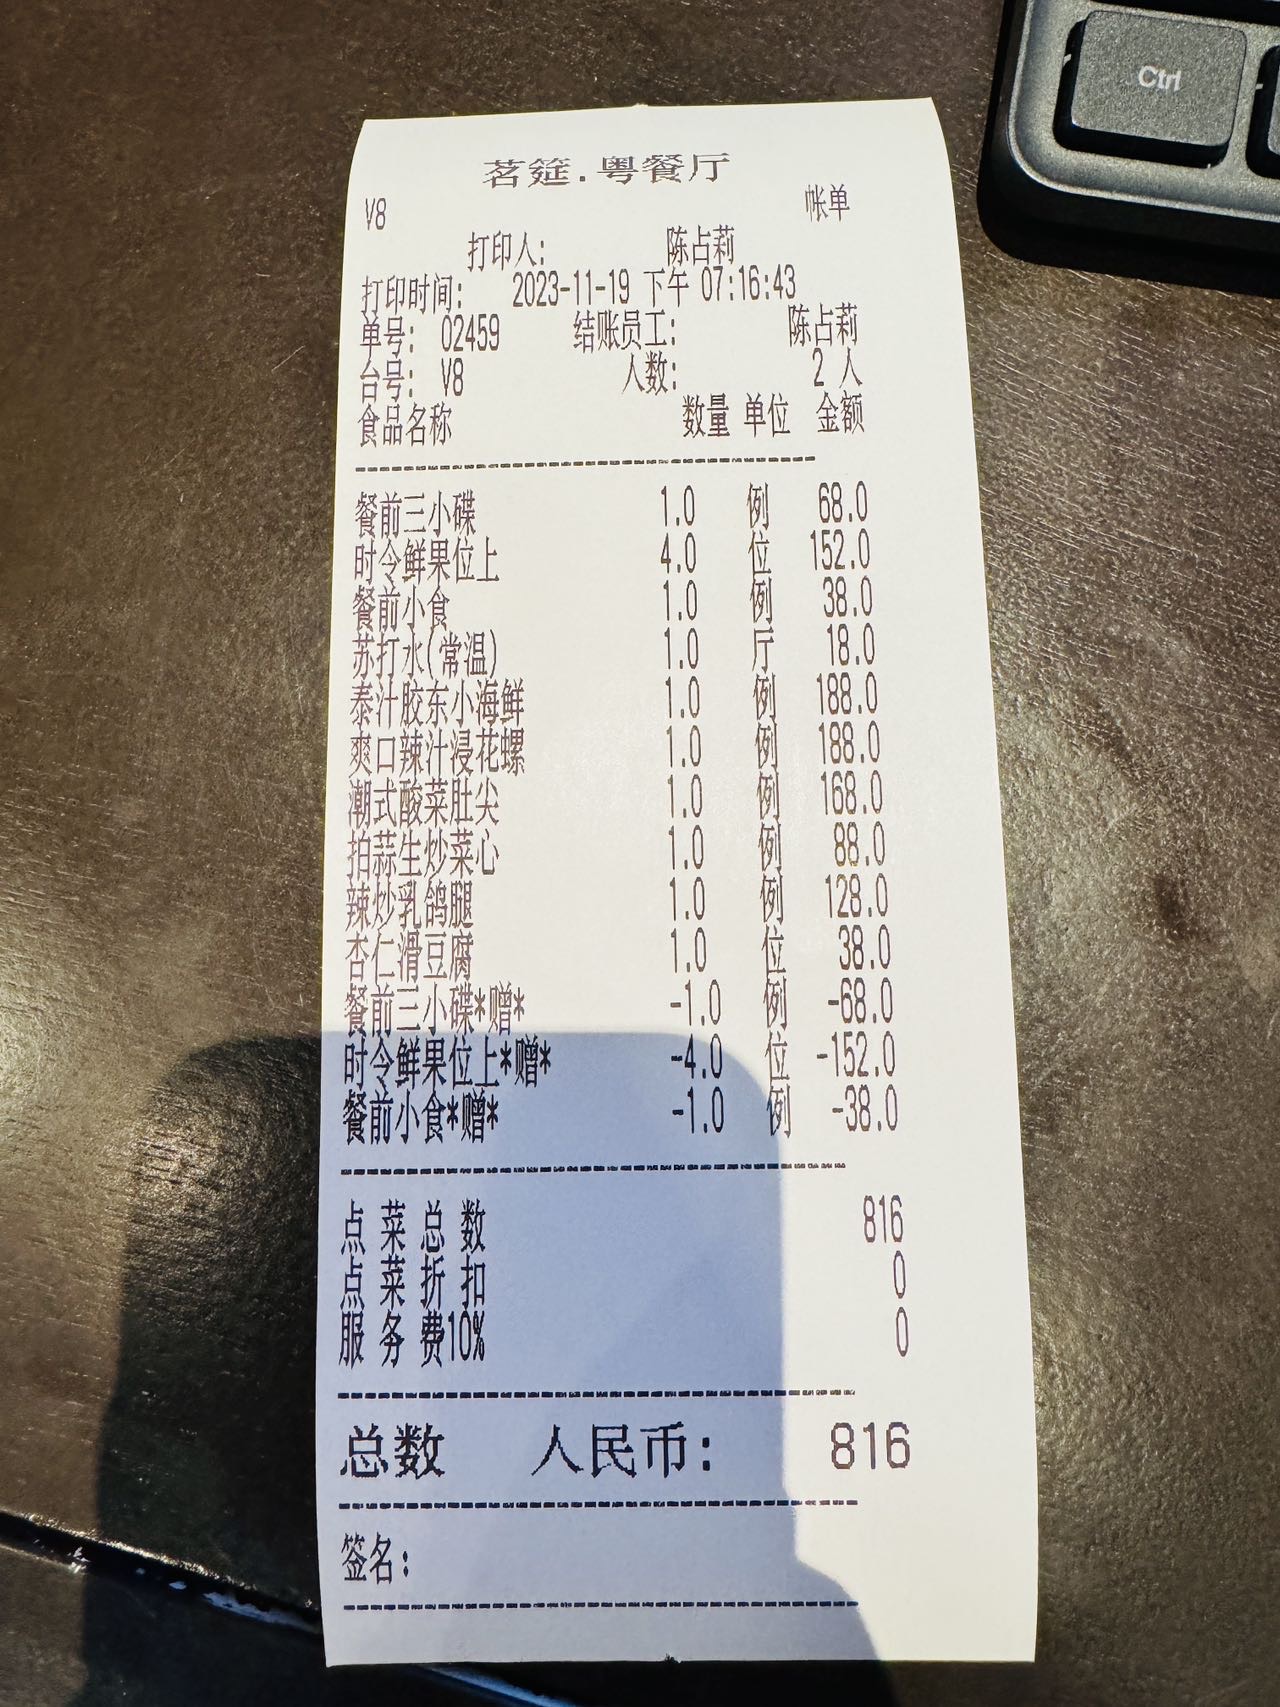 Ctrl
茗筵.粤餐厅
V8 帐单
打印人: 陈占莉
打印时间: 2023-11-19 下午 07:16:43
单号: 02459 结账员工: 陈占莉
台号: V8 人数: 2 人
食品名称 数量 单位 金额
餐前三小碟 1.0 例 68.0
时令鲜果位上 4.0 位 152.0
餐前小食 1.0 例 38.0
苏打水(常温) 1.0 厅 18.0
泰汁胶东小海鲜 1.0 例 188.0
爽口辣汁浸花螺 1.0 例 188.0
潮式酸菜肚尖 1.0 例 168.0
拍蒜生炒菜心 1.0 例 88.0
辣炒乳鸽腿 1.0 例 128.0
杏仁滑豆腐 1.0 位 38.0
餐前三小碟*赠* -1.0 例 -68.0
时令鲜果位上*赠* -4.0 位 -152.0
餐前小食*赠* -1.0 例 -38.0
点菜总数 816
点菜折扣 0
服务费10% 0
总数 人民币: 816
签名: